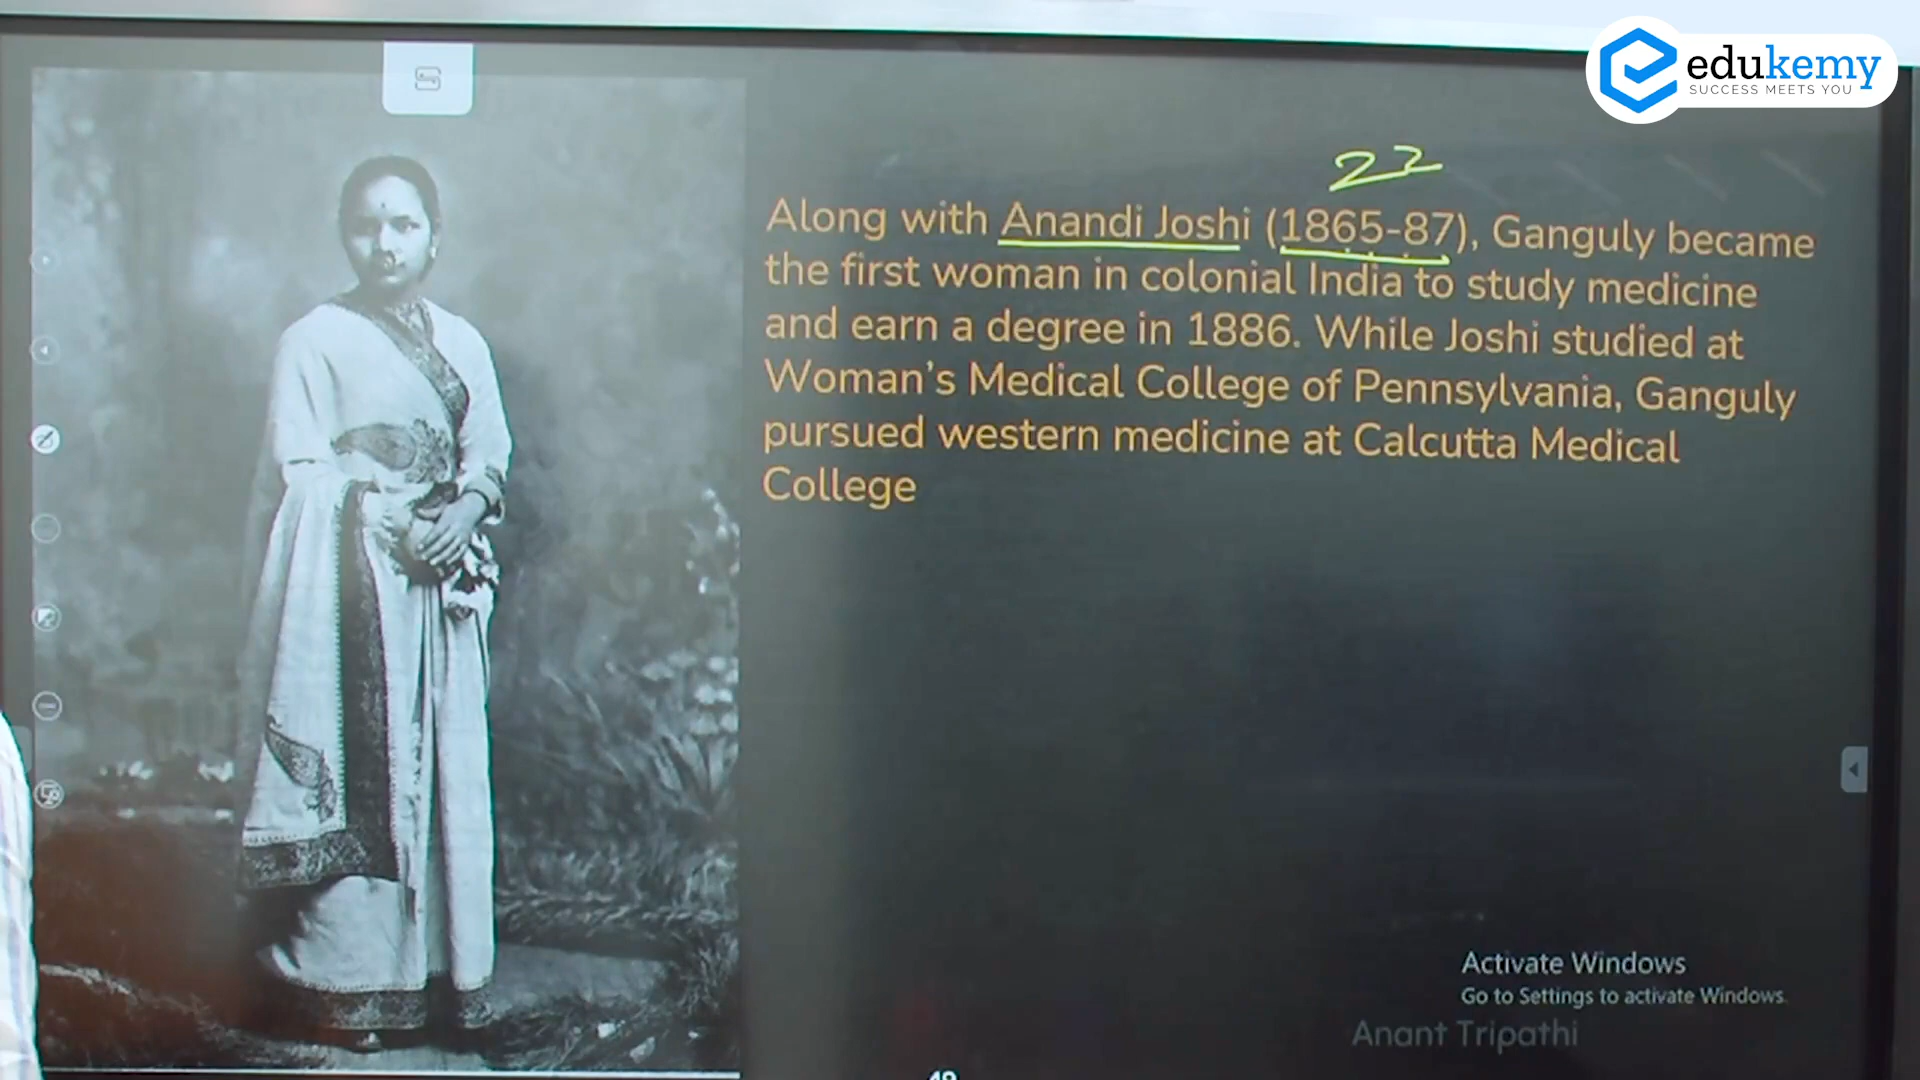 edukemy
SUCCESS MEETS YOU
22
Along with Anandi Joshi (1865-87), Ganguly became
the first woman in colonial India to study medicine
and earn a degree in 1886. While Joshi studied at
Woman's Medical College of Pennsylvania, Ganguly
pursued western medicine at Calcutta Medical
College
Activate Windows
Go to Settings to activate Windows.
Anant Tripathi